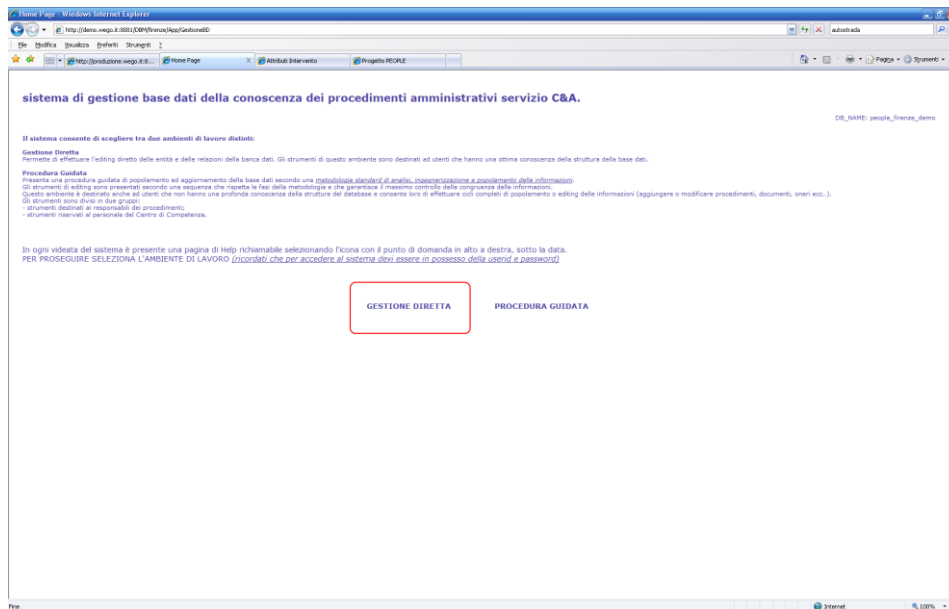 Home Page - Windows Internet Explorer
http://demo.wego.it:8081/DBM/firenze/App/GestioneBD
autostrada
File Modifica Visualizza Preferiti Strumenti ?
http://produzione.wego.it:8... Home Page Attributi Intervento Progetto PEOPLE Pagina Strumenti
sistema di gestione base dati della conoscenza dei procedimenti amministrativi servizio C&A.
DB_NAME: people_firenze_demo
Il sistema consente di scegliere tra due ambienti di lavoro distinti:
Gestione Diretta
Permette di effettuare l'editing diretto delle entità e delle relazioni della banca dati. Gli strumenti di questo ambiente sono destinati ad utenti che hanno una ottima conoscenza della struttura della base dati.
Procedura Guidata
Presenta una procedura guidata di popolamento ed aggiornamento della base dati secondo una metodologia standard di analisi, ingegnerizzazione e popolamento delle informazioni.
Gli strumenti di editing sono presentati secondo una sequenza che rispetta le fasi della metodologia e che garantisce il massimo controllo della congruenza delle informazioni.
Questo ambiente è destinato anche ad utenti che non hanno una profonda conoscenza della struttura del database e consente loro di effettuare cicli completi di popolamento o editing delle informazioni (aggiungere o modificare procedimenti, documenti, oneri ecc..).
Gli strumenti sono divisi in due gruppi:
- strumenti destinati ai responsabili dei procedimenti;
- strumenti riservati al personale del Centro di Competenza.
In ogni videata del sistema è presente una pagina di Help richiamabile selezionando l'icona con il punto di domanda in alto a destra, sotto la data.
PER PROSEGUIRE SELEZIONA L'AMBIENTE DI LAVORO (ricordati che per accedere al sistema devi essere in possesso della userid e password)
GESTIONE DIRETTA PROCEDURA GUIDATA
Fine Internet 100%